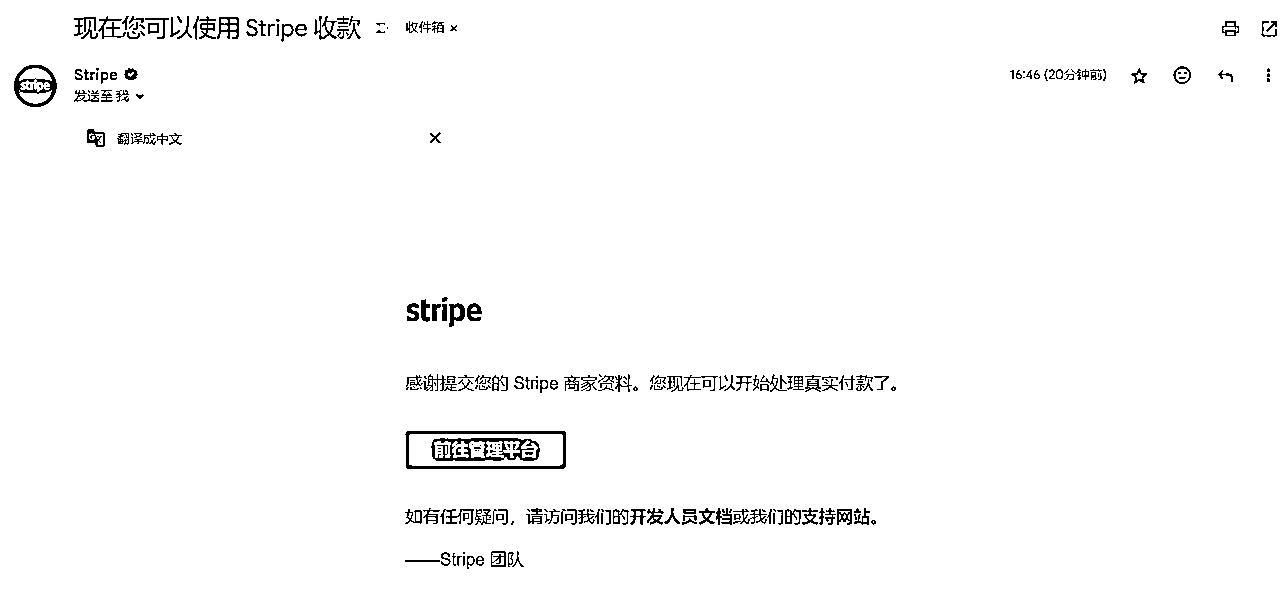 现在您可以使用 Stripe 收款 收件箱 ×
stripe
Stripe
16:46 (20分钟前)
发送至 我
翻译成中文
stripe
感谢提交您的 Stripe 商家资料。您现在可以开始处理真实付款了。
前往管理平台
如有任何疑问，请访问我们的开发人员文档或我们的支持网站。
——Stripe 团队